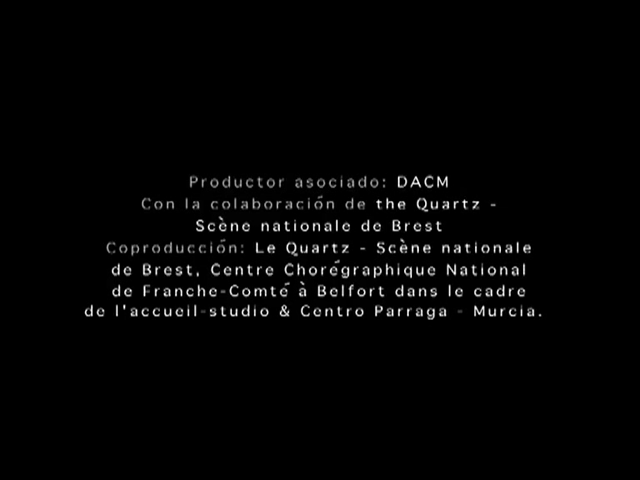 Productor asociado: DACM
Con la colaboración de the Quartz -
Scène nationale de Brest
Coproducción: Le Quartz - Scène nationale
de Brest, Centre Chorégraphique National
de Franche-Comté à Belfort dans le cadre
de l'accueil-studio & Centro Parraga - Murcia.